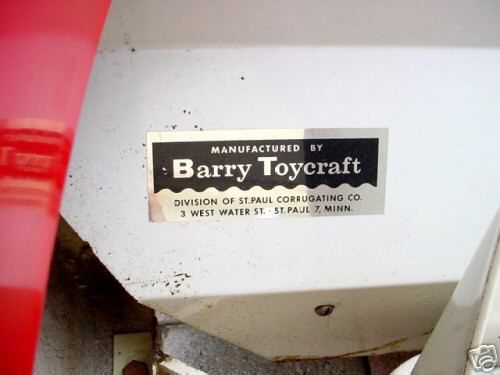 MANUFACTURED BY
Barry Toycraft
DIVISION OF ST. PAUL CORRUGATING CO.
3 WEST WATER ST. - ST. PAUL 7, MINN.